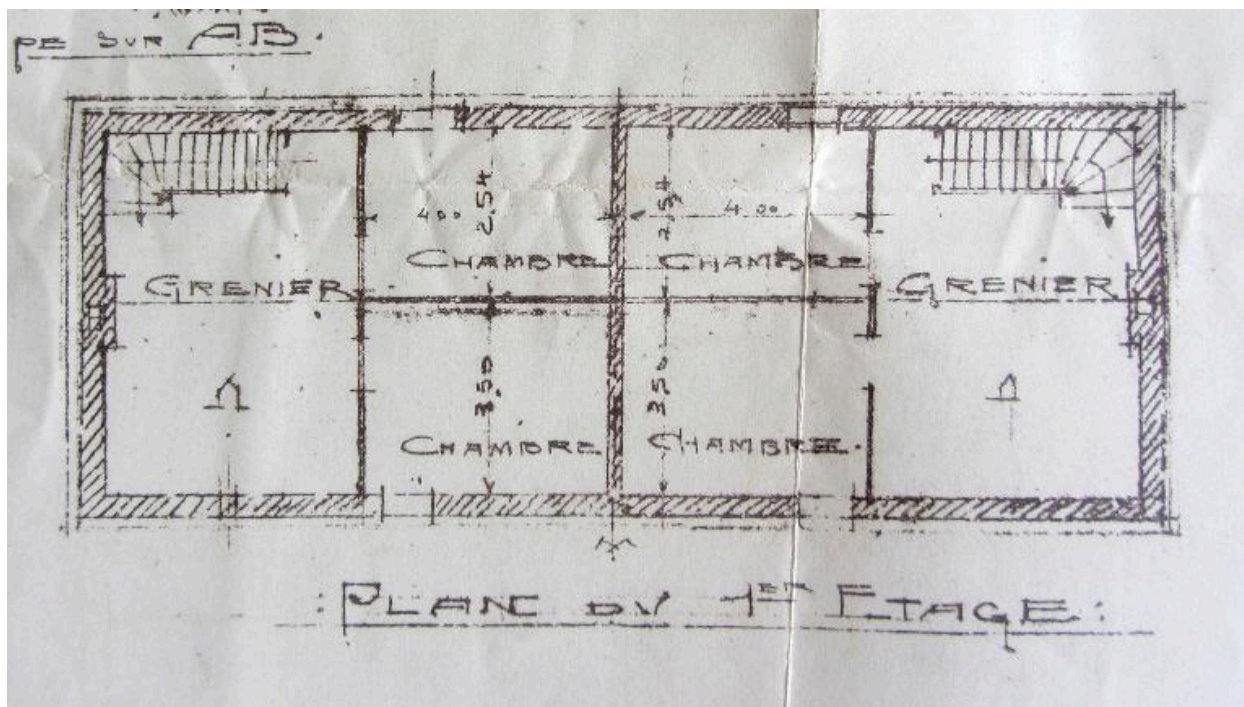 PE SUR AB.
4.00 2.54 2.54 4.00
CHAMBRE CHAMBRE
GRENIER GRENIER
3.50 3.50
CHAMBRE CHAMBRE.
: PLAN DU 1ER ETAGE :